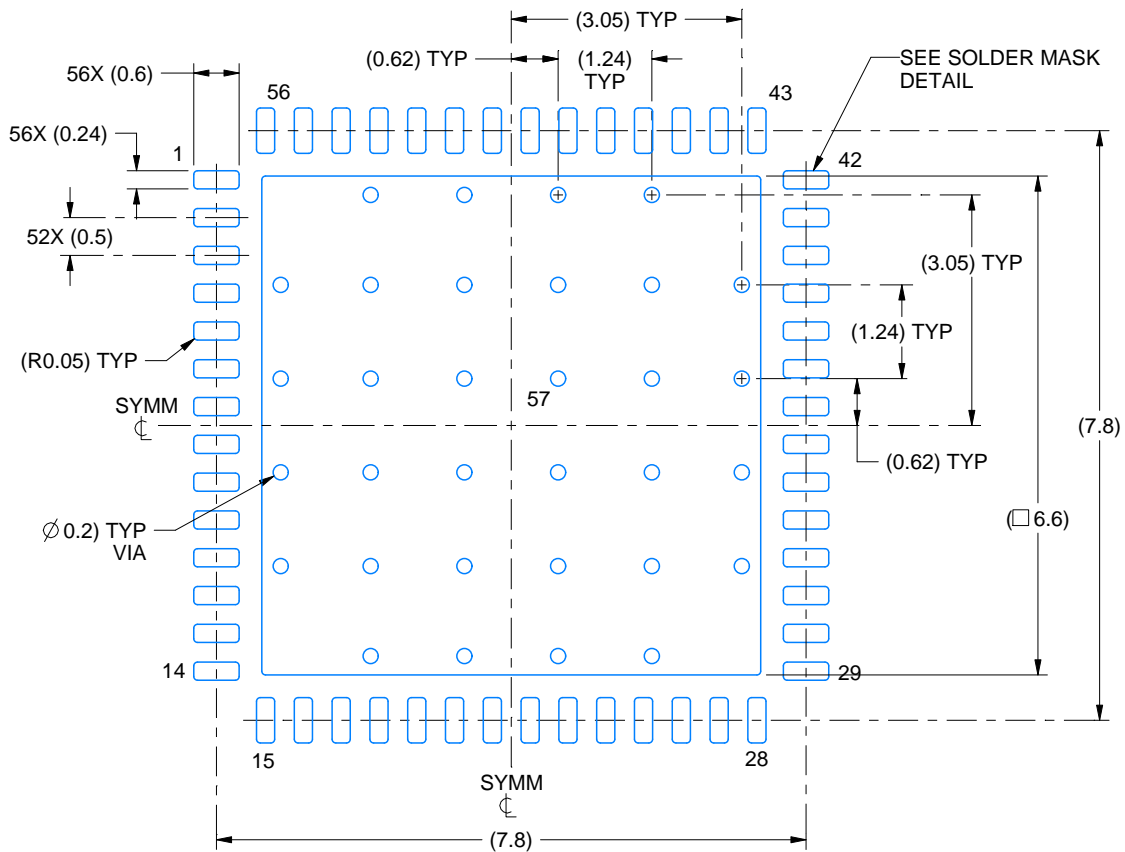 (3.05) TYP
(0.62) TYP
(1.24)
TYP
SEE SOLDER MASK
DETAIL
56X (0.6)
56
43
56X (0.24)
1
42
52X (0.5)
(3.05) TYP
(R0.05) TYP
(1.24) TYP
57
SYMM
℄
(7.8)
(0.62) TYP
∅ 0.2) TYP
VIA
(□ 6.6)
14
29
15
28
SYMM
℄
(7.8)